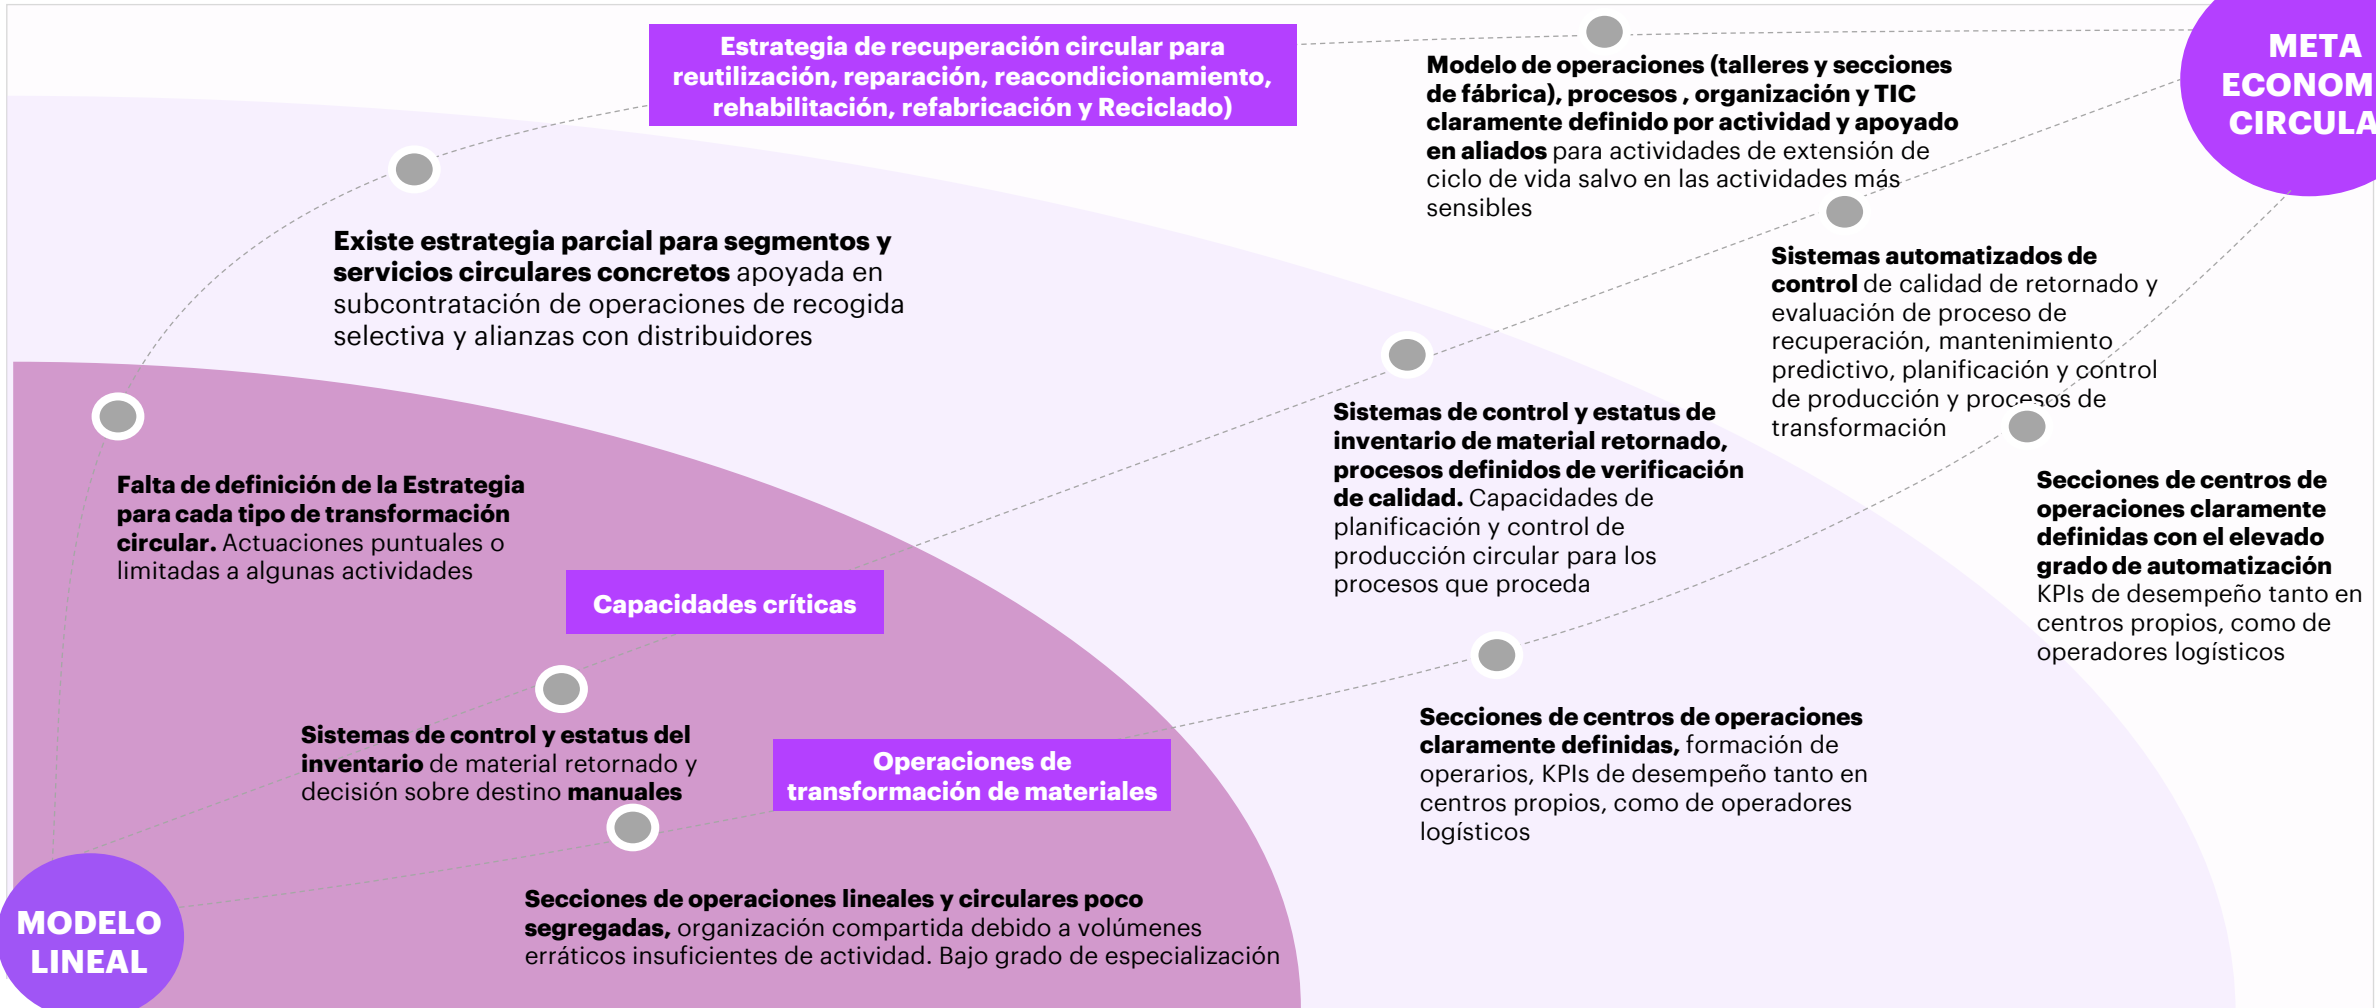 Estrategia de recuperación circular para
reutilización, reparación, reacondicionamiento,
rehabilitación, refabricación y Reciclado)
META
ECONOM
CIRCULA
Modelo de operaciones (talleres y secciones
de fábrica), procesos , organización y TIC
claramente definido por actividad y apoyado
en aliados para actividades de extensión de
ciclo de vida salvo en las actividades más
sensibles
Existe estrategia parcial para segmentos y
servicios circulares concretos apoyada en
subcontratación de operaciones de recogida
selectiva y alianzas con distribuidores
Sistemas automatizados de
control de calidad de retornado y
evaluación de proceso de
recuperación, mantenimiento
predictivo, planificación y control
de producción y procesos de
transformación
Falta de definición de la Estrategia
para cada tipo de transformación
circular. Actuaciones puntuales o
limitadas a algunas actividades
Sistemas de control y estatus de
inventario de material retornado,
procesos definidos de verificación
de calidad. Capacidades de
planificación y control de
producción circular para los
procesos que proceda
Secciones de centros de
operaciones claramente
definidas con el elevado
grado de automatización
KPIs de desempeño tanto en
centros propios, como de
operadores logísticos
Capacidades críticas
Sistemas de control y estatus del
inventario de material retornado y
decisión sobre destino manuales
Operaciones de
transformación de materiales
Secciones de centros de operaciones
claramente definidas, formación de
operarios, KPIs de desempeño tanto en
centros propios, como de operadores
logísticos
Secciones de operaciones lineales y circulares poco
segregadas, organización compartida debido a volúmenes
erráticos insuficientes de actividad. Bajo grado de especialización
MODELO
LINEAL